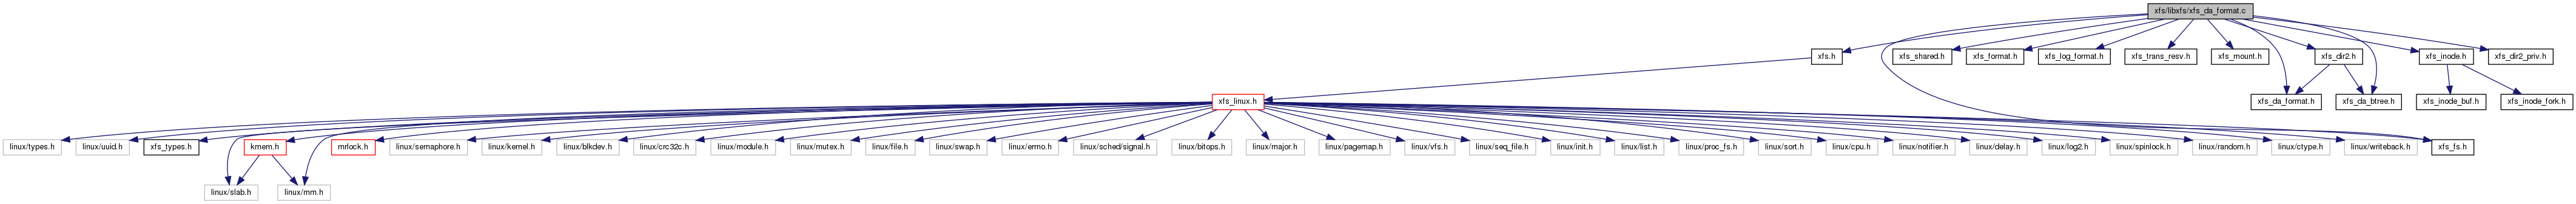 xfs/libxfs/xfs_da_format.c
xfs.h
xfs_shared.h
xfs_format.h
xfs_log_format.h
xfs_trans_resv.h
xfs_mount.h
xfs_dir2.h
xfs_inode.h
xfs_dir2_priv.h
xfs_linux.h
xfs_da_format.h
xfs_da_btree.h
xfs_inode_buf.h
xfs_inode_fork.h
linux/types.h
linux/uuid.h
xfs_types.h
kmem.h
mrlock.h
linux/semaphore.h
linux/kernel.h
linux/blkdev.h
linux/crc32c.h
linux/module.h
linux/mutex.h
linux/file.h
linux/swap.h
linux/errno.h
linux/sched/signal.h
linux/bitops.h
linux/major.h
linux/pagemap.h
linux/vfs.h
linux/seq_file.h
linux/init.h
linux/list.h
linux/proc_fs.h
linux/sort.h
linux/cpu.h
linux/notifier.h
linux/delay.h
linux/log2.h
linux/spinlock.h
linux/random.h
linux/ctype.h
linux/writeback.h
xfs_fs.h
linux/slab.h
linux/mm.h